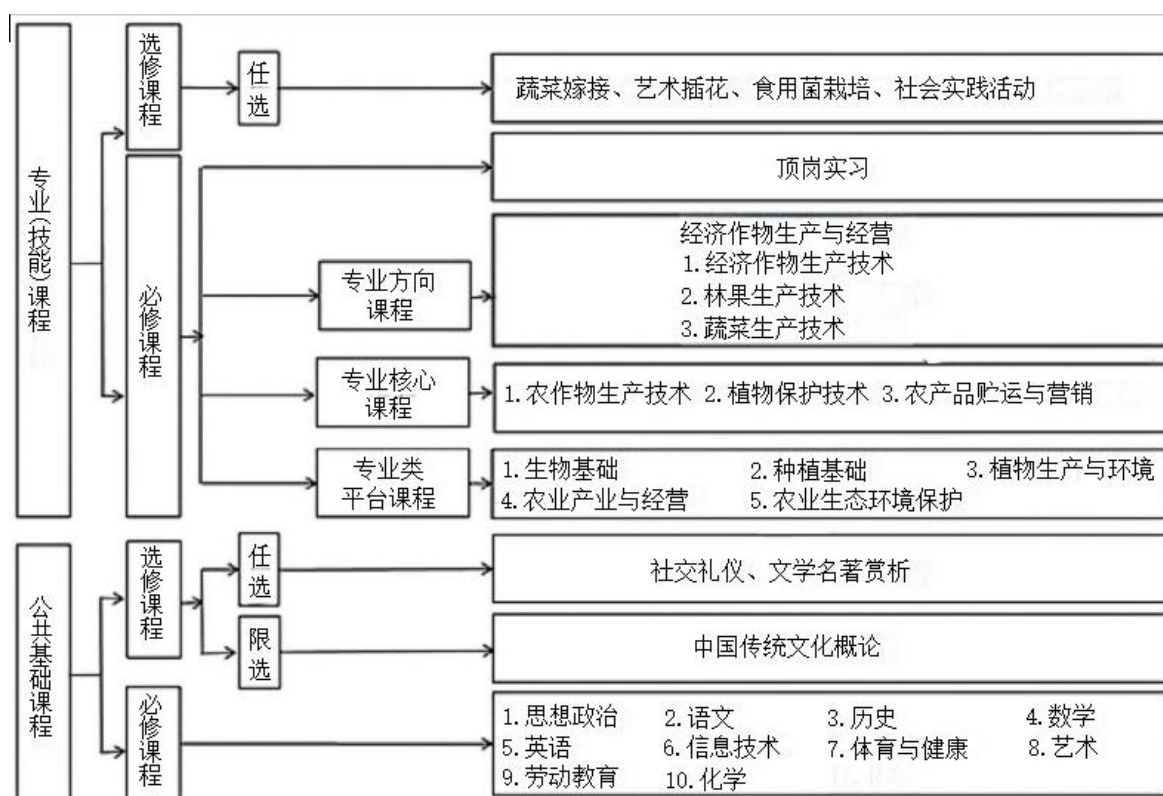 专业(技能)课程
选修课程
任选
蔬菜嫁接、艺术插花、食用菌栽培、社会实践活动
必修课程
顶岗实习
专业方向
课程
经济作物生产与经营
1.经济作物生产技术
2.林果生产技术
3.蔬菜生产技术
专业核心
课程
1.农作物生产技术 2.植物保护技术 3.农产品贮运与营销
专业类
平台课程
1.生物基础 2.种植基础 3.植物生产与环境
4.农业产业与经营 5.农业生态环境保护
公共基础课程
选修课程
任选
社交礼仪、文学名著赏析
限选
中国传统文化概论
必修课程
1.思想政治 2.语文 3.历史 4.数学
5.英语 6.信息技术 7.体育与健康 8.艺术
9.劳动教育 10.化学